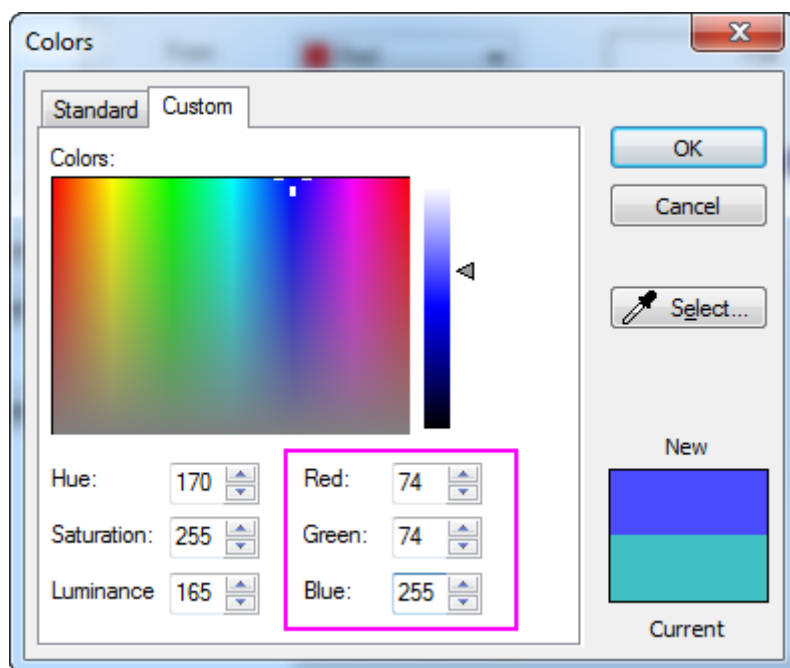 Colors
Standard Custom
Colors:
OK
Cancel
Select...
Hue: 170 Red: 74
Saturation: 255 Green: 74
Luminance 165 Blue: 255
New
Current